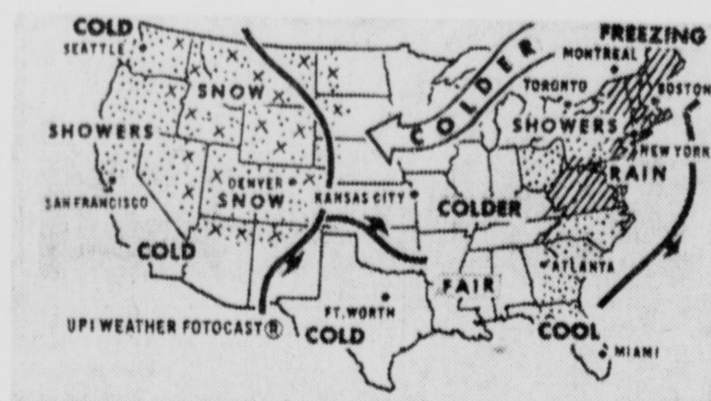 COLD
FREEZING
SEATTLE
MONTREAL
COLDER
SNOW
TORONTO
BOSTON
SHOWERS
SHOWERS
NEW YORK
DENVER
KANSAS CITY
RAIN
SNOW
SAN FRANCISCO
COLDER
COLD
ATLANTA
FAIR
FT. WORTH
UPI WEATHER FOTOCAST®
COLD
COOL
MIAMI